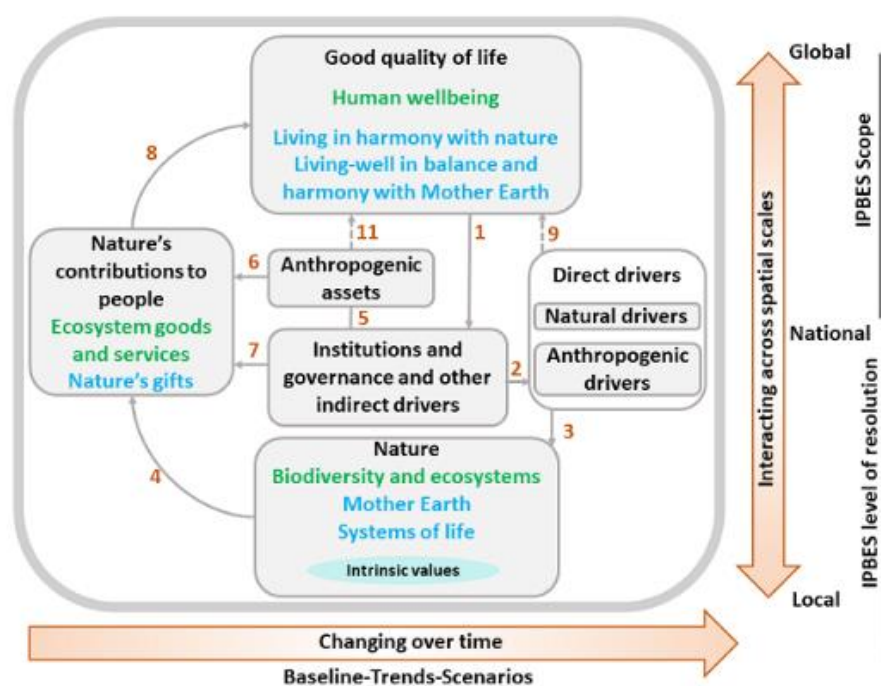 Good quality of life
Human wellbeing
Living in harmony with nature
Living-well in balance and
harmony with Mother Earth
8
11
1
9
Nature's
contributions to
people
Ecosystem goods
and services
Nature's gifts
6
Anthropogenic
assets
5
7
Institutions and
governance and other
indirect drivers
2
Direct drivers
Natural drivers
Anthropogenic
drivers
3
4
Nature
Biodiversity and ecosystems
Mother Earth
Systems of life
Intrinsic values
Global
National
Local
Interacting across spatial scales
IPBES Scope
IPBES level of resolution
Changing over time
Baseline-Trends-Scenarios